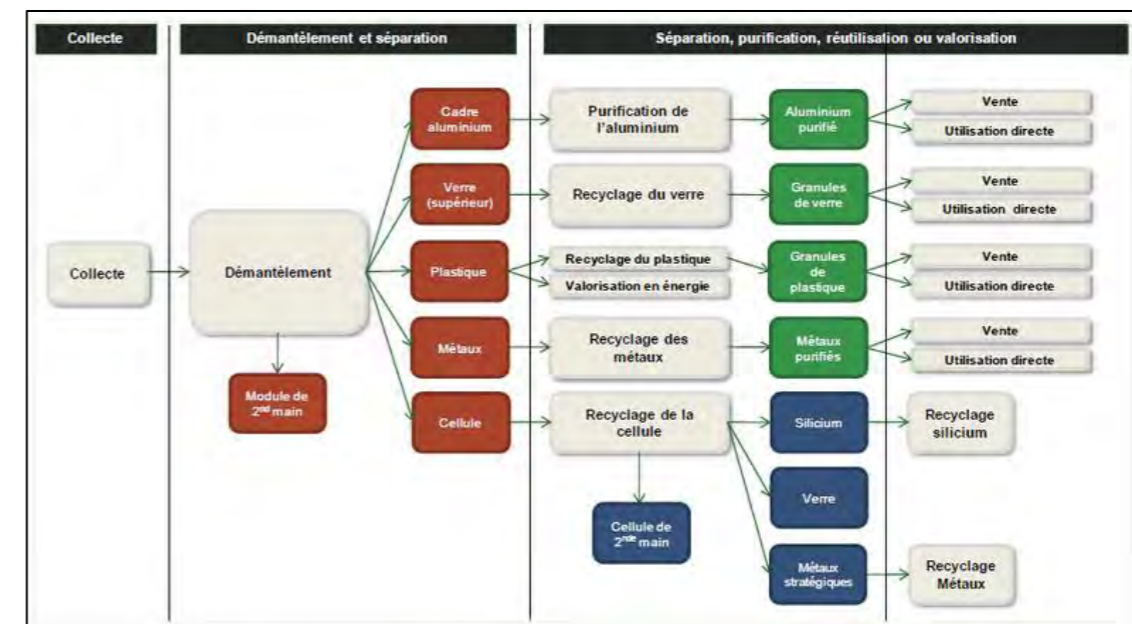 Collecte
Démantèlement et séparation
Séparation, purification, réutilisation ou valorisation
Collecte
Démantèlement
Module de
2nd main
Cadre
aluminium
Verre
(supérieur)
Plastique
Métaux
Cellule
Purification de
l'aluminium
Recyclage du verre
Recyclage du plastique
Valorisation en énergie
Recyclage des
métaux
Recyclage de la
cellule
Cellule de
2nde main
Aluminium
purifié
Granules
de verre
Granules
de
plastique
Métaux
purifiés
Silicium
Verre
Métaux
stratégiques
Vente
Utilisation directe
Vente
Utilisation directe
Vente
Utilisation directe
Vente
Utilisation directe
Recyclage
silicium
Recyclage
Métaux